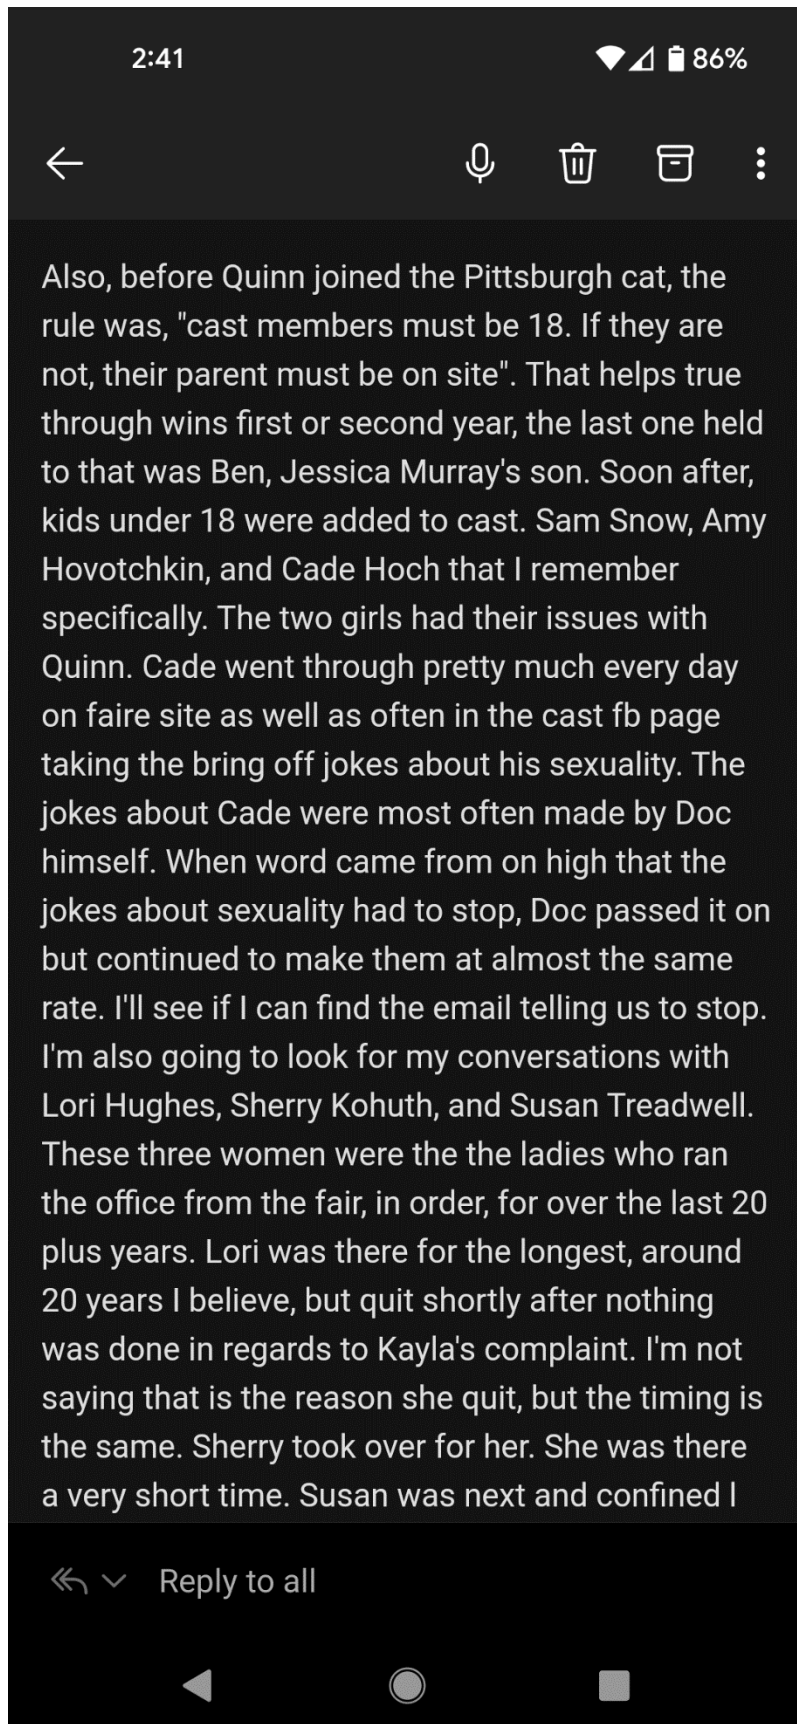 2:41
86%
Also, before Quinn joined the Pittsburgh cat, the
rule was, "cast members must be 18. If they are
not, their parent must be on site". That helps true
through wins first or second year, the last one held
to that was Ben, Jessica Murray's son. Soon after,
kids under 18 were added to cast. Sam Snow, Amy
Hovotchkin, and Cade Hoch that I remember
specifically. The two girls had their issues with
Quinn. Cade went through pretty much every day
on faire site as well as often in the cast fb page
taking the bring off jokes about his sexuality. The
jokes about Cade were most often made by Doc
himself. When word came from on high that the
jokes about sexuality had to stop, Doc passed it on
but continued to make them at almost the same
rate. I'll see if I can find the email telling us to stop.
I'm also going to look for my conversations with
Lori Hughes, Sherry Kohuth, and Susan Treadwell.
These three women were the the ladies who ran
the office from the fair, in order, for over the last 20
plus years. Lori was there for the longest, around
20 years I believe, but quit shortly after nothing
was done in regards to Kayla's complaint. I'm not
saying that is the reason she quit, but the timing is
the same. Sherry took over for her. She was there
a very short time. Susan was next and confined I
Reply to all